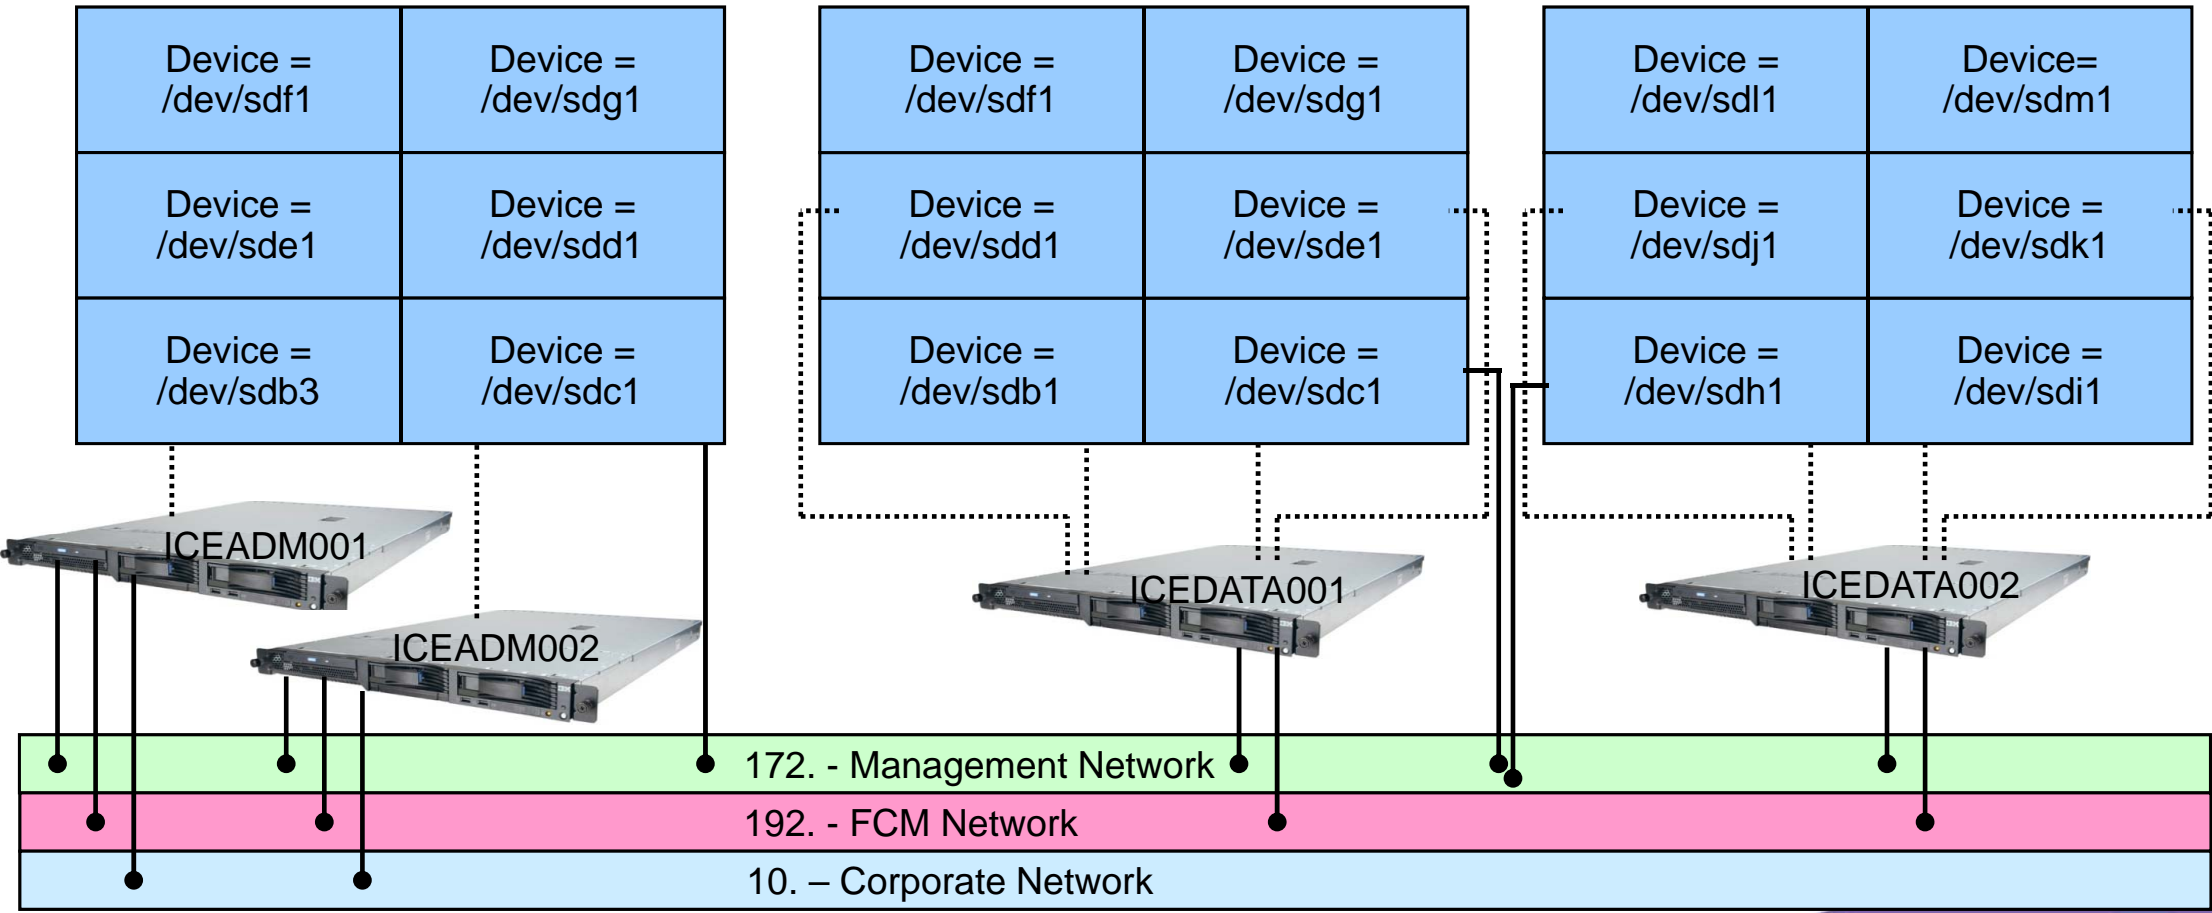 Device =
/dev/sdf1
Device =
/dev/sdg1
Device =
/dev/sde1
Device =
/dev/sdd1
Device =
/dev/sdb3
Device =
/dev/sdc1
Device =
/dev/sdf1
Device =
/dev/sdg1
Device =
/dev/sdd1
Device =
/dev/sde1
Device =
/dev/sdb1
Device =
/dev/sdc1
Device =
/dev/sdl1
Device=
/dev/sdm1
Device =
/dev/sdj1
Device =
/dev/sdk1
Device =
/dev/sdh1
Device =
/dev/sdi1
ICEADM001
ICEADM002
ICEDATA001
ICEDATA002
172. - Management Network
192. - FCM Network
10. – Corporate Network